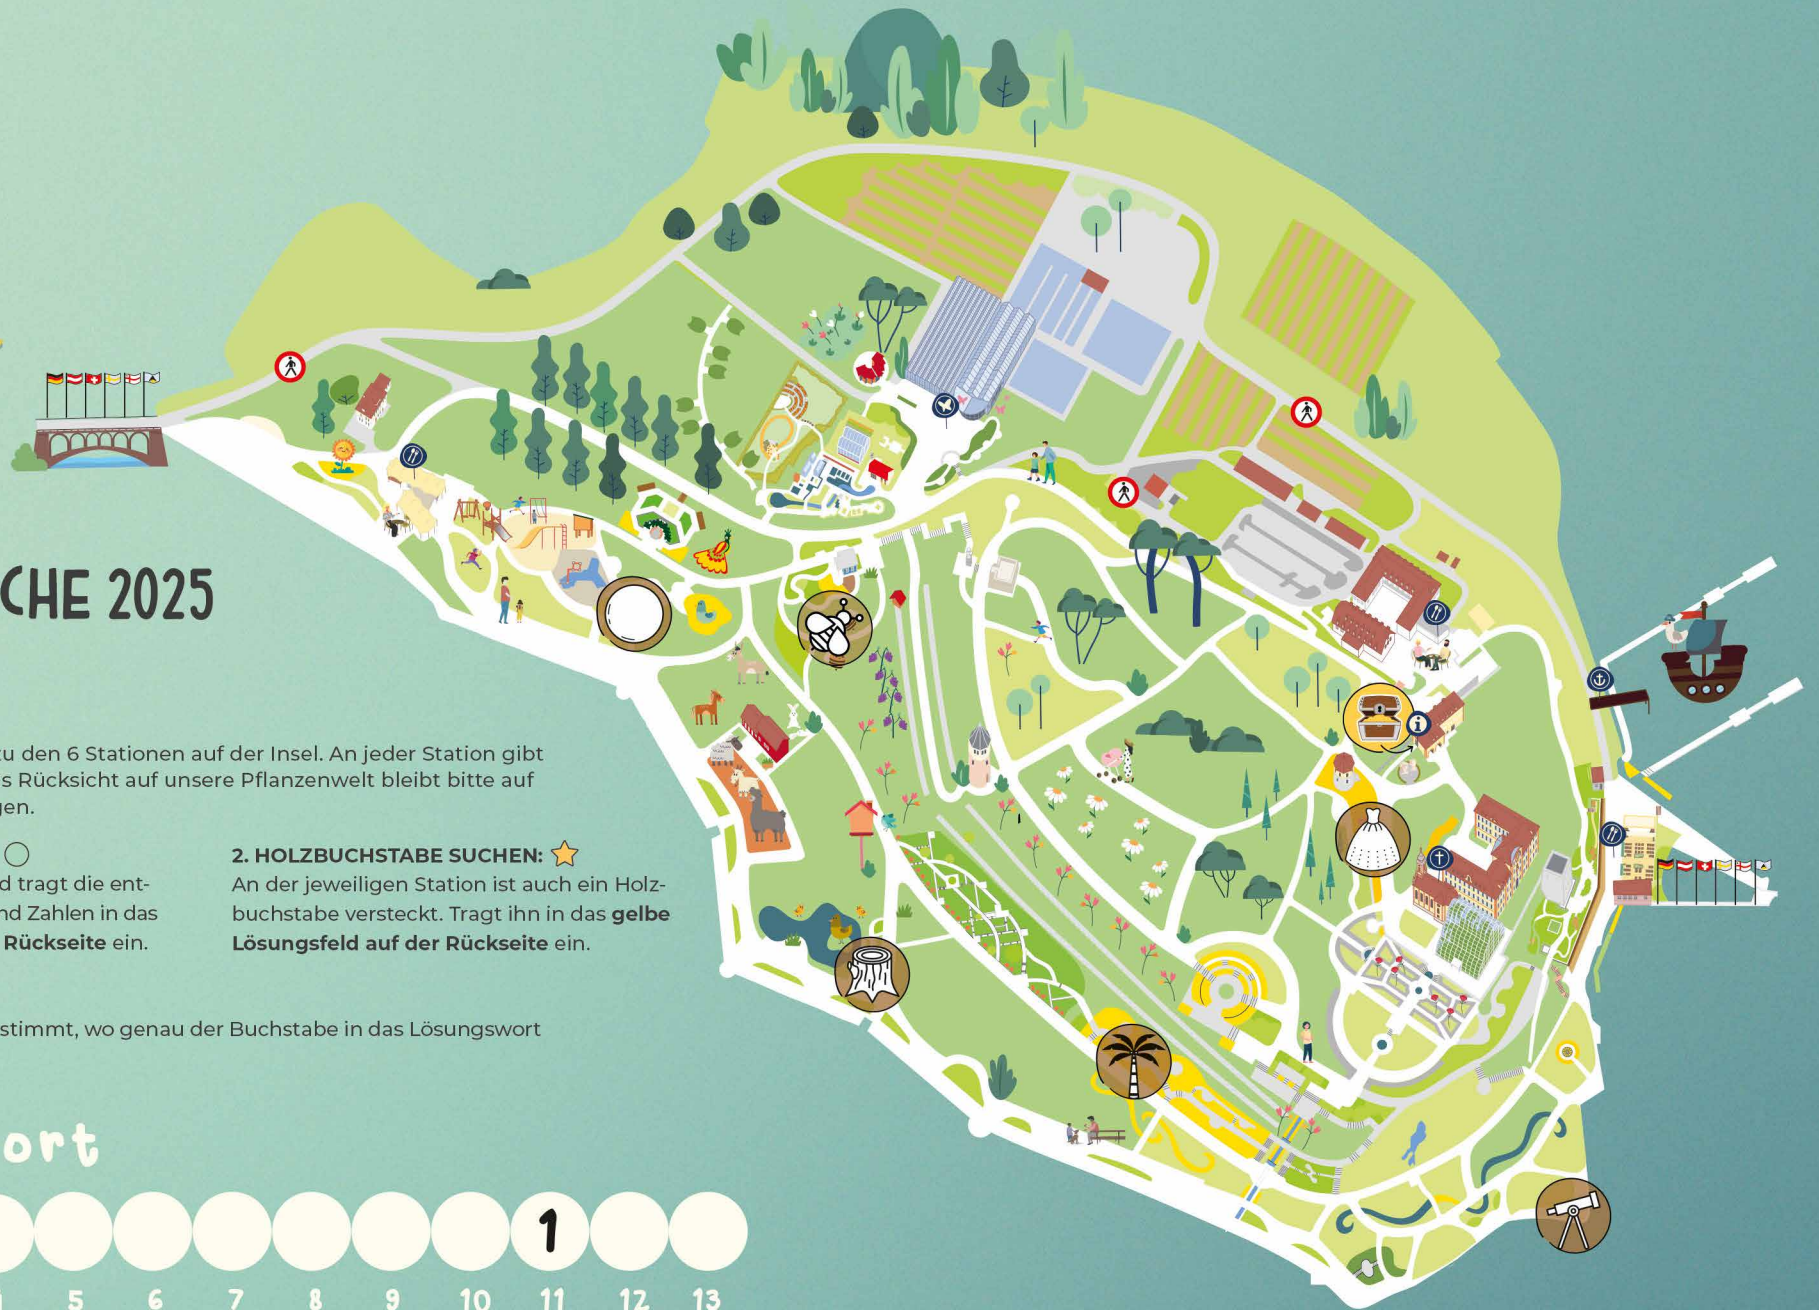 CHE 2025
zu den 6 Stationen auf der Insel. An jeder Station gibt
s Rücksicht auf unsere Pflanzenwelt bleibt bitte auf
gen.
d tragt die ent-
nd Zahlen in das
Rückseite ein.
2. HOLZBUCHSTABE SUCHEN:
An der jeweiligen Station ist auch ein Holz-
buchstabe versteckt. Tragt ihn in das gelbe
Lösungsfeld auf der Rückseite ein.
stimmt, wo genau der Buchstabe in das Lösungswort
ort
1
5 6 7 8 9 10 11 12 13
i